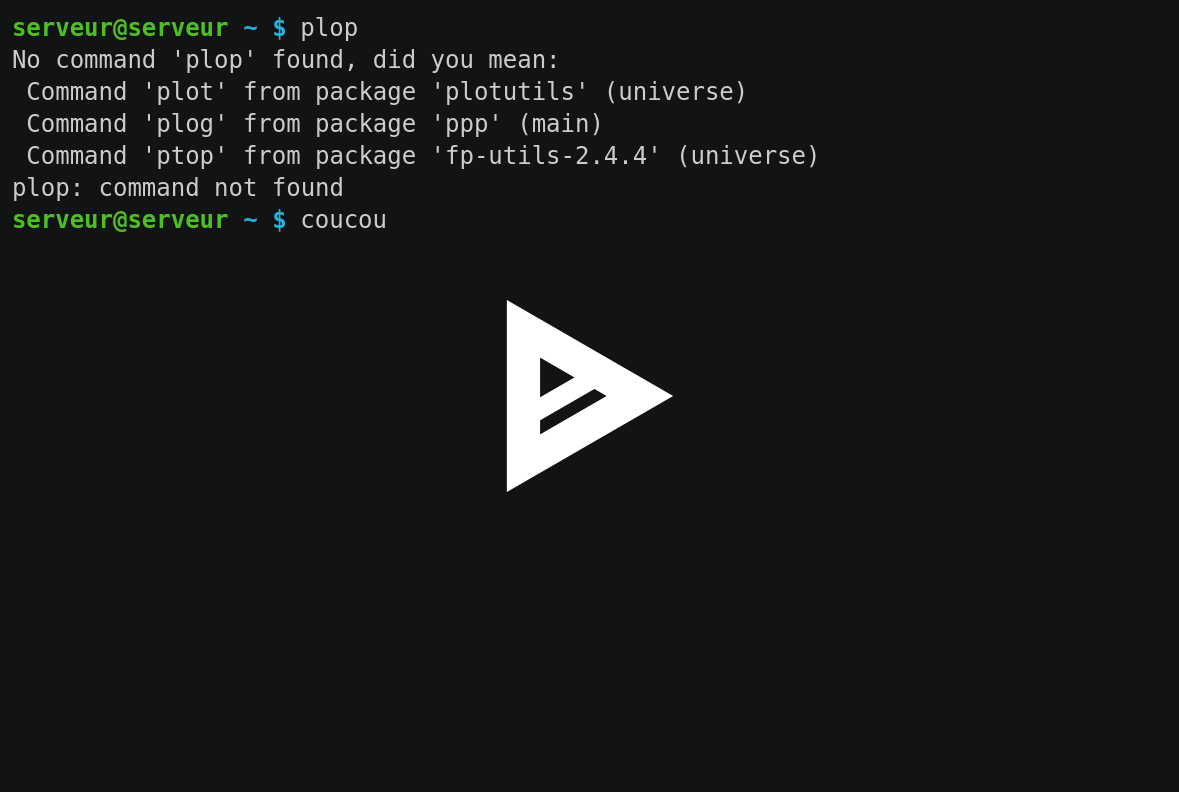 serveur@serveur ~ $ plop
No command 'plop' found, did you mean:
 Command 'plot' from package 'plotutils' (universe)
 Command 'plog' from package 'ppp' (main)
 Command 'ptop' from package 'fp-utils-2.4.4' (universe)
plop: command not found
serveur@serveur ~ $ coucou